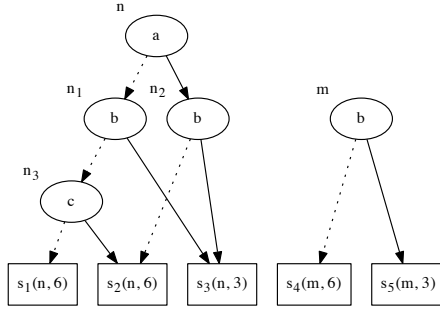 n
a
n₁
b
n₂
b
m
b
n₃
c
s₁(n, 6)
s₂(n, 6)
s₃(n, 3)
s₄(m, 6)
s₅(m, 3)